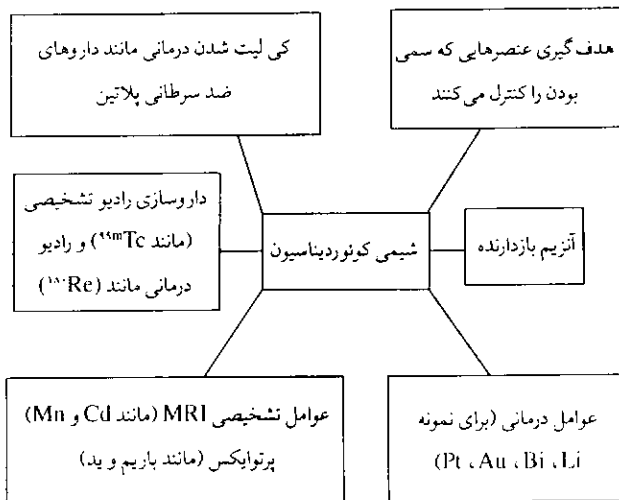 هدف گیری عنصرهایی که سمی
بودن را کنترل می‌کنند
کی لیت شدن درمانی مانند داروهای
ضد سرطانی پلاتین
آنزیم بازدارنده
شیمی کوئوردیناسیون
داروسازی رادیو تشخیصی
(مانند ⁹⁹ᵐTc) و رادیو
درمانی مانند (Re)
عوامل درمانی (برای نمونه
Pt ،Au ،Bi ،Li)
عوامل تشخیصی MRI (مانند Cd و Mn)
پرتوایکس (مانند باریم و ید)